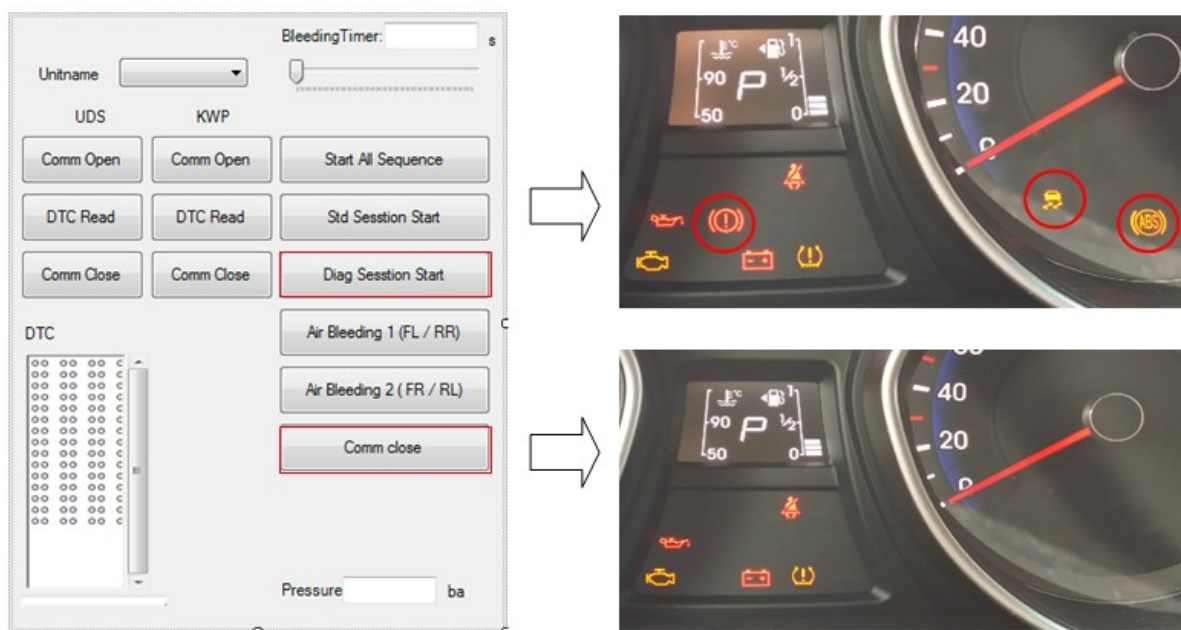 BleedingTimer: s
Unitname
UDS KWP
Comm Open Comm Open Start All Sequence
DTC Read DTC Read Std Sesstion Start
Comm Close Comm Close Diag Sesstion Start
DTC
Air Bleeding 1 (FL / RR)
Air Bleeding 2 ( FR / RL)
Comm close
Pressure ba
°C 1
90 P 1/2
50 0
40
20
0
(ABS)
°C 1
90 P 1/2
50 0
40
20
0